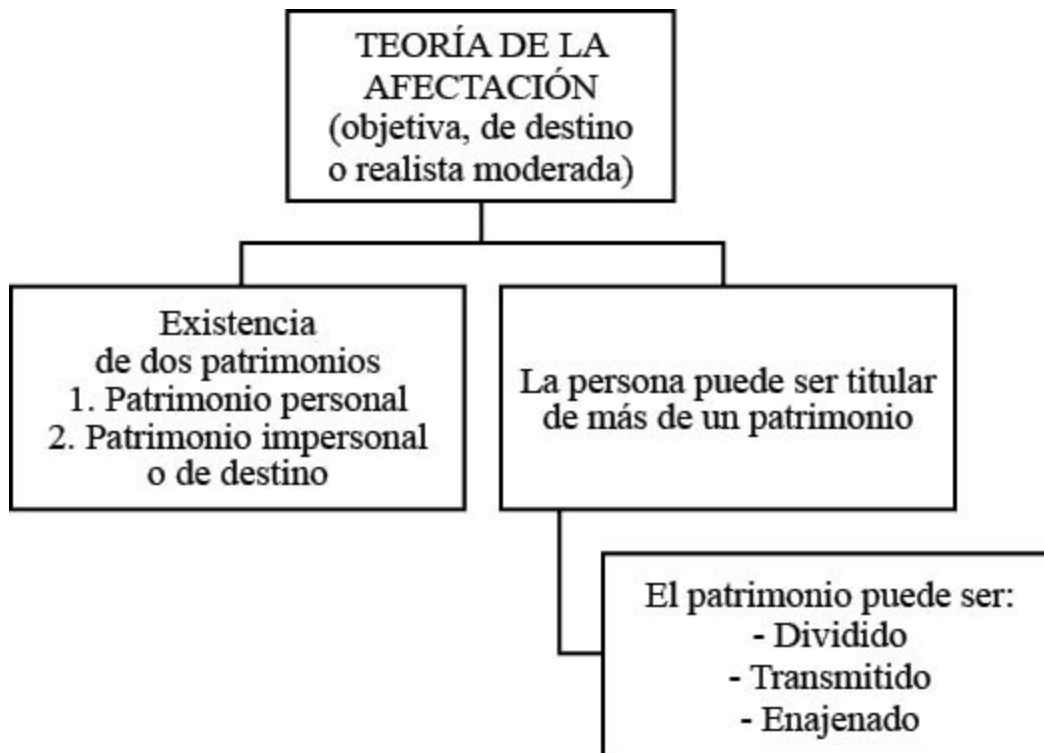 TEORÍA DE LA
AFECTACIÓN
(objetiva, de destino
o realista moderada)
Existencia
de dos patrimonios
1. Patrimonio personal
2. Patrimonio impersonal
o de destino
La persona puede ser titular
de más de un patrimonio
El patrimonio puede ser:
- Dividido
- Transmitido
- Enajenado